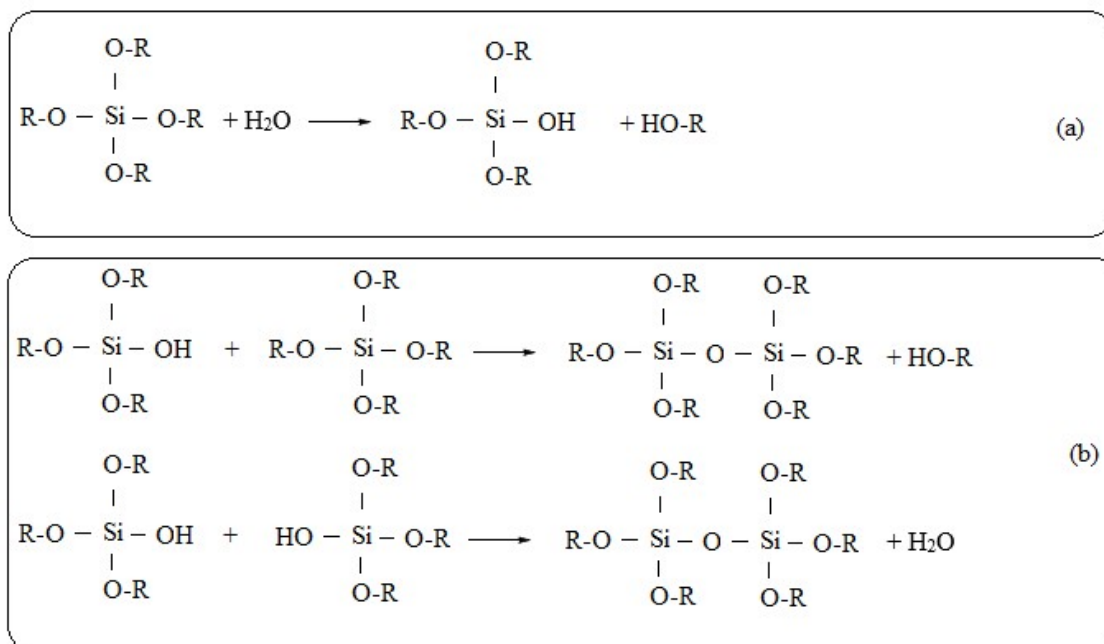 O-R O-R
R-O – Si – O-R + H₂O ⟶ R-O – Si – OH + HO-R
O-R O-R
(a)
O-R O-R O-R O-R
R-O – Si – OH + R-O – Si – O-R ⟶ R-O – Si – O – Si – O-R + HO-R
O-R O-R O-R O-R
(b)
O-R O-R O-R O-R
R-O – Si – OH + HO – Si – O-R ⟶ R-O – Si – O – Si – O-R + H₂O
O-R O-R O-R O-R